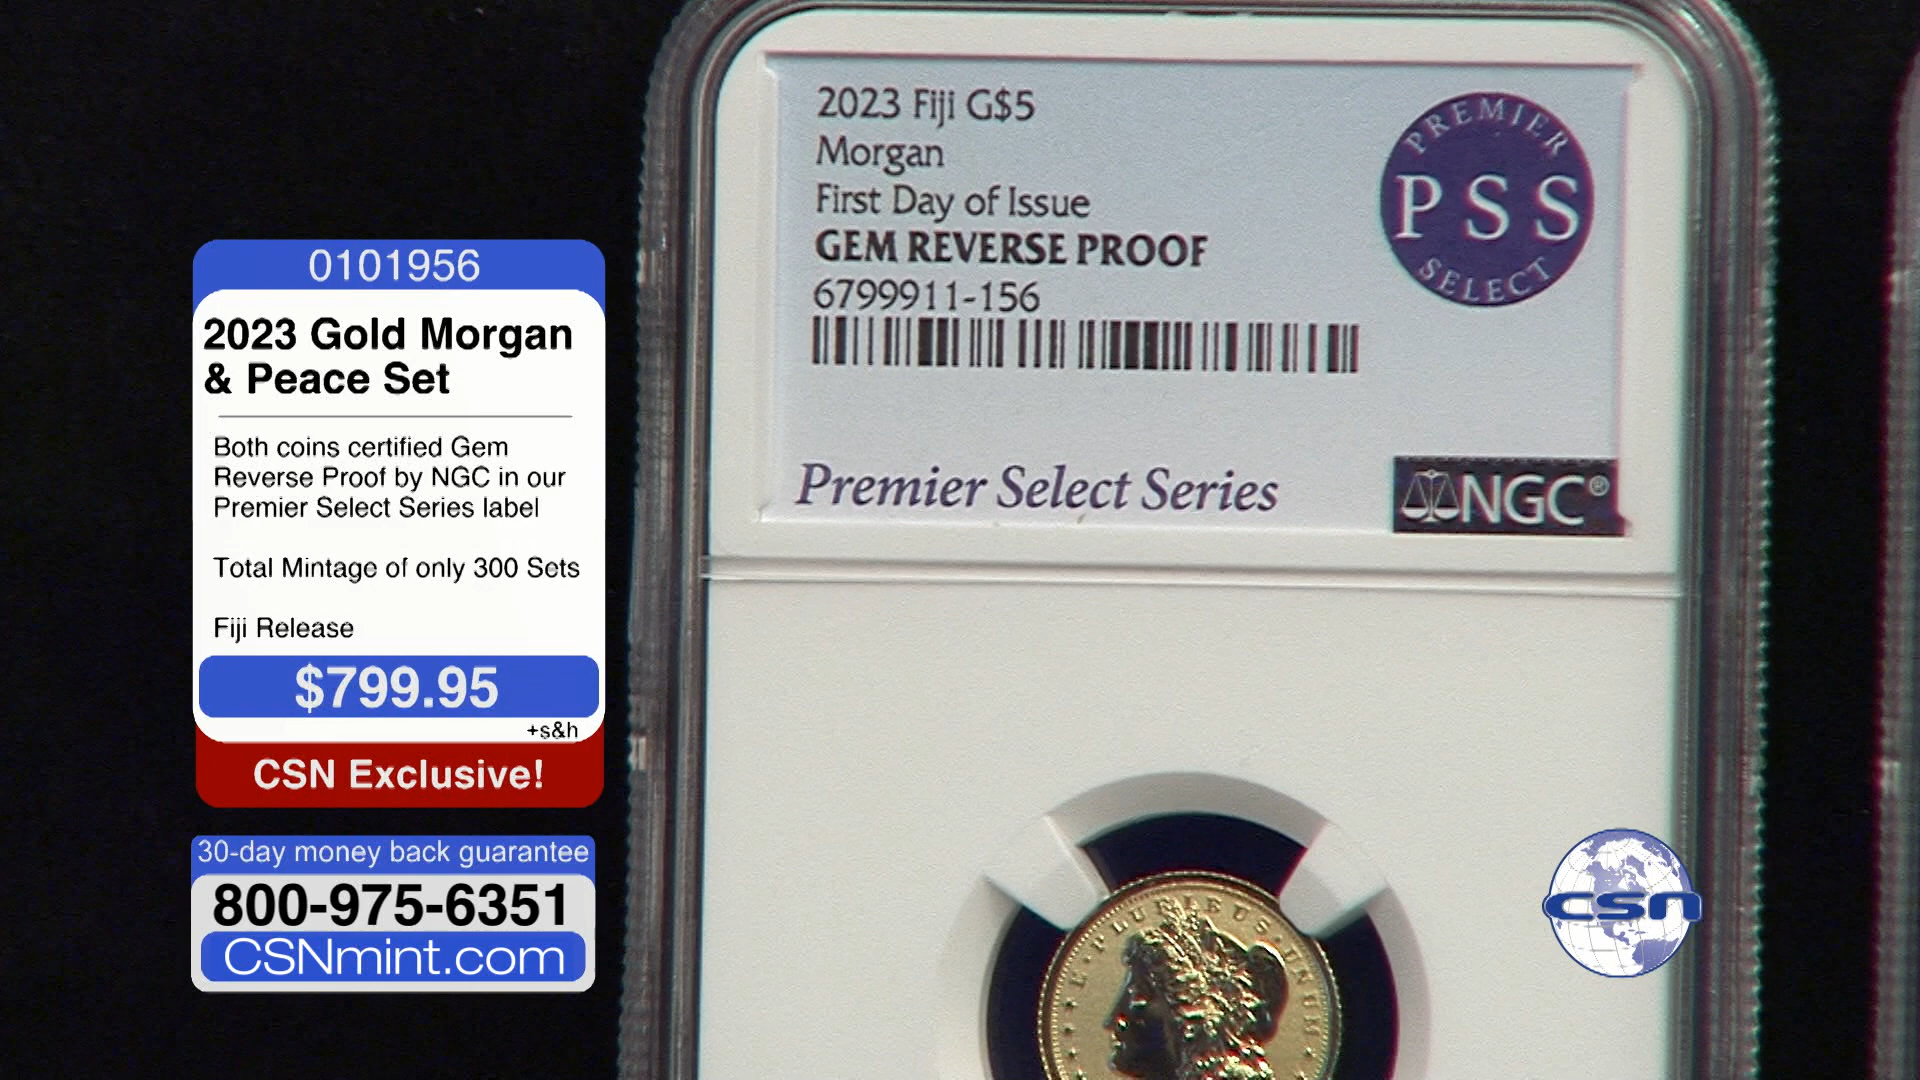 0101956
2023 Gold Morgan
& Peace Set
Both coins certified Gem
Reverse Proof by NGC in our
Premier Select Series label
Total Mintage of only 300 Sets
Fiji Release
$799.95
+s&h
CSN Exclusive!
30-day money back guarantee
800-975-6351
CSNmint.com
2023 Fiji G$5
Morgan
First Day of Issue
GEM REVERSE PROOF
6799911-156
PREMIER
PSS
SELECT
Premier Select Series
NGC®
E·PLURIBUS·UNUM
csn